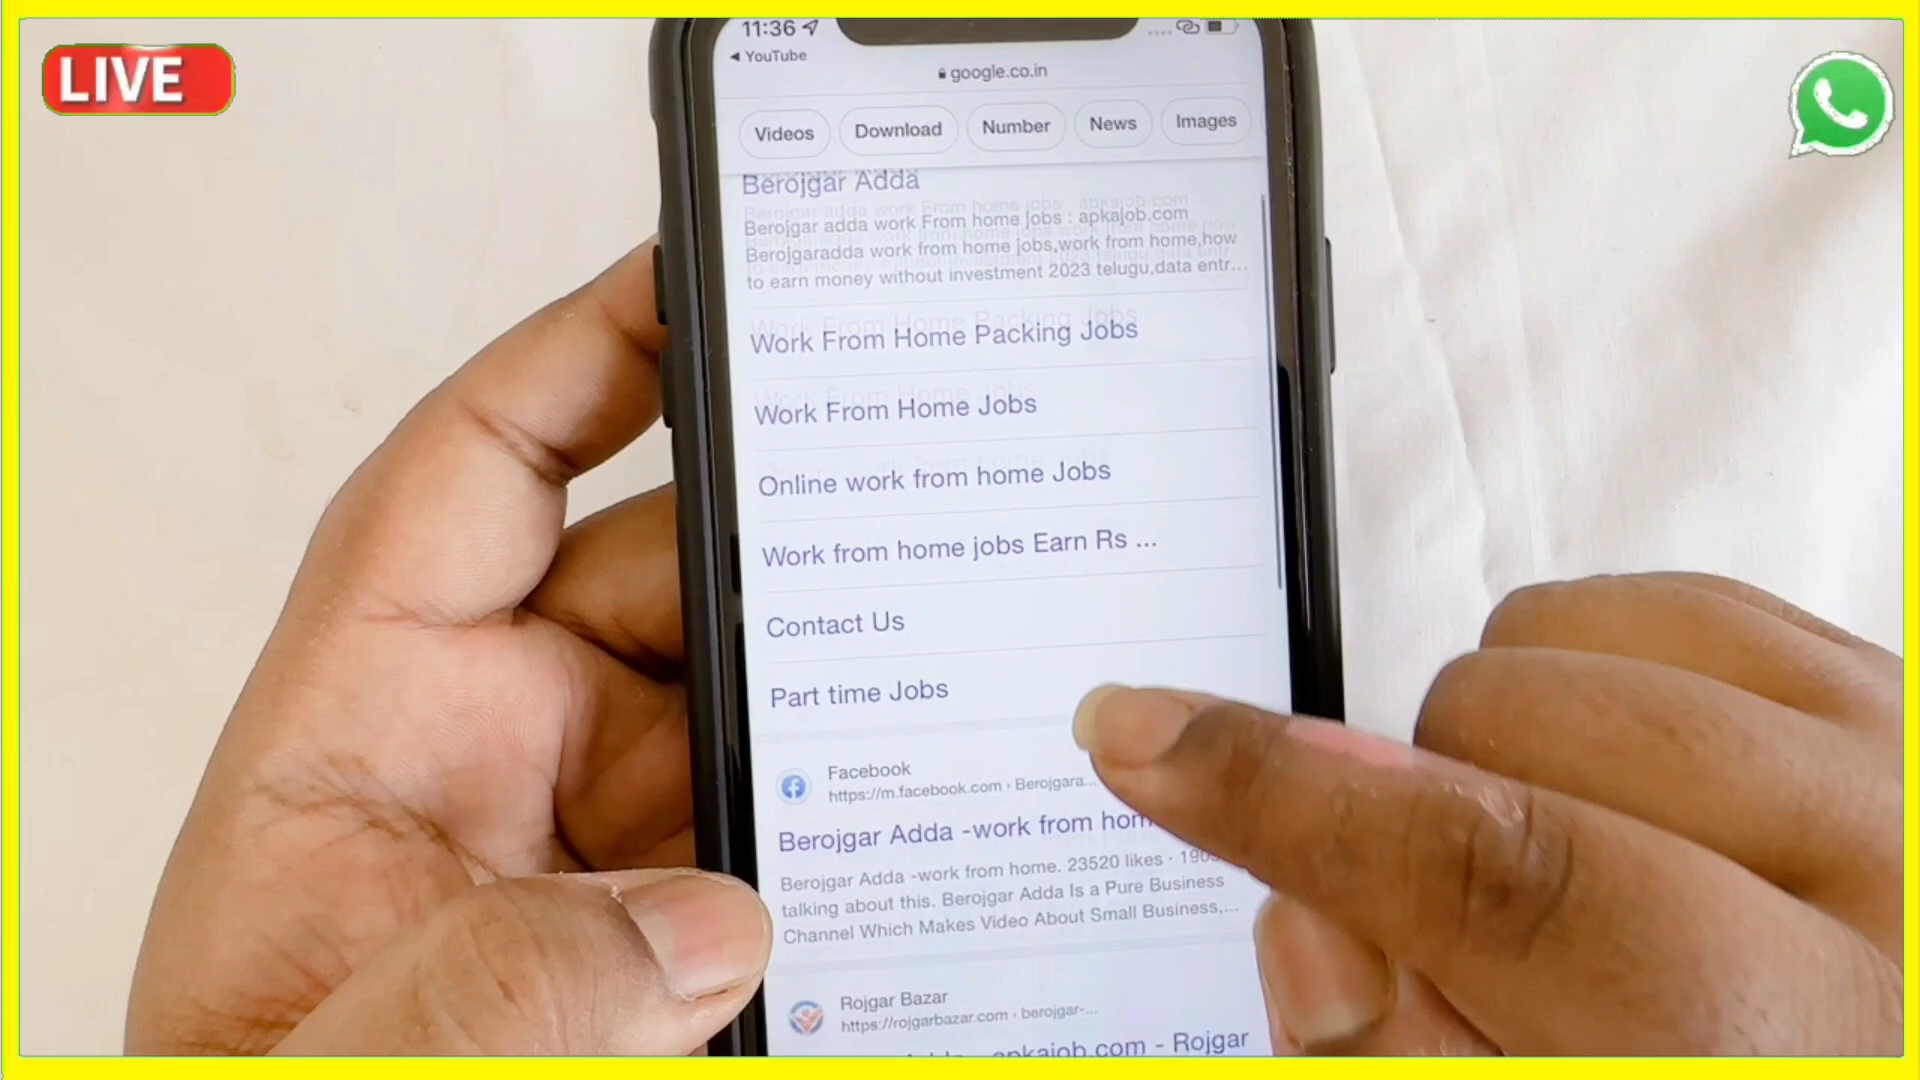 LIVE
11:36
YouTube
google.co.in
Videos
Download
Number
News
Images
Berojgar Adda
Berojgar adda work From home jobs : apkajob.com
Berojgaradda work from home jobs,work from home,how
to earn money without investment 2023 telugu,data entr...
Work From Home Packing Jobs
Work From Home Jobs
Online work from home Jobs
Work from home jobs Earn Rs ...
Contact Us
Part time Jobs
Facebook
https://m.facebook.com › Berojgara...
Berojgar Adda -work from
Berojgar Adda -work from home. 23520 likes ·
talking about this. Berojgar Adda Is a Pure Business
Channel Which Makes Video About Small Business,...
Rojgar Bazar
https://rojgarbazar.com › berojgar-...
apkajob.com - Rojgar